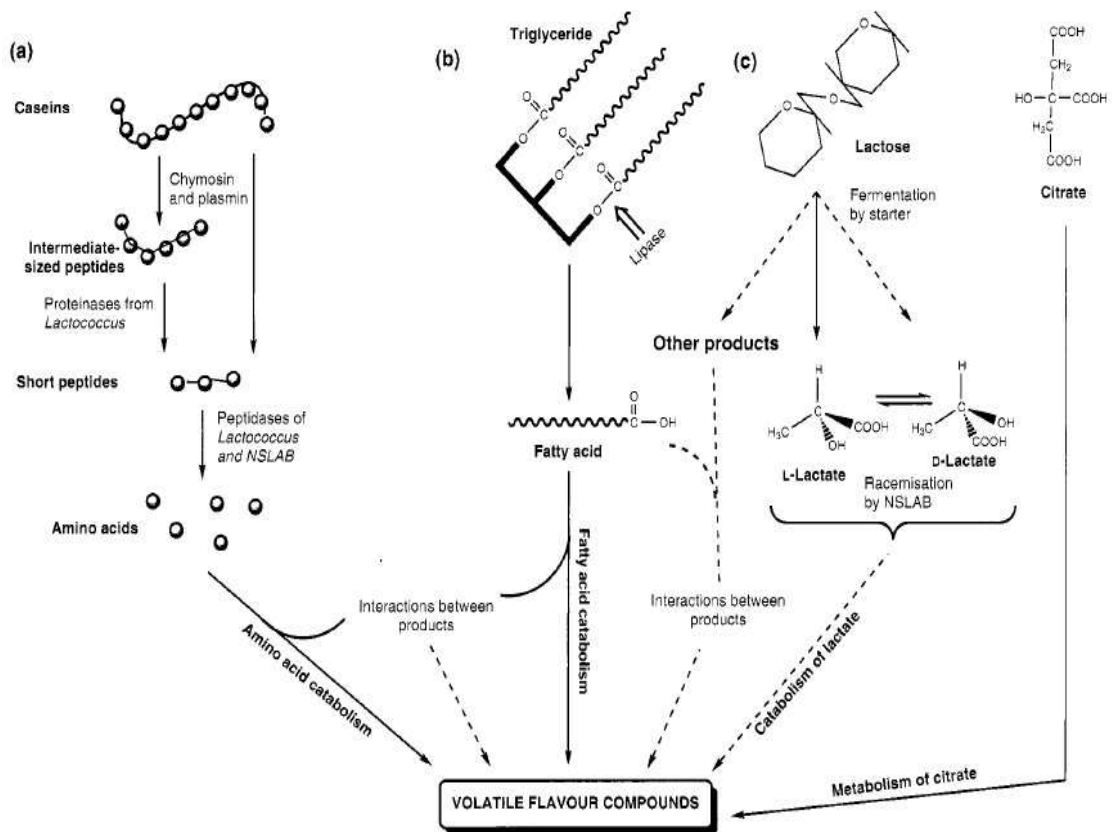 (a)
Caseins
Chymosin
and plasmin
Intermediate-
sized peptides
Proteinases from
Lactococcus
Short peptides
Peptidases of
Lactococcus
and NSLAB
Amino acids
Amino acid catabolism
Interactions between
products
(b)
Triglyceride
O
C
O
O
C
O
O
C
O
Lipase
O
C
OH
Fatty acid
Fatty acid catabolism
(c)
O
O
O
Lactose
Fermentation
by starter
Other products
H
C
H3C
COOH
OH
L-Lactate
H
C
H3C
OH
COOH
D-Lactate
Racemisation
by NSLAB
Interactions between
products
Catabolism of lactate
COOH
CH2
HO
C
COOH
H2C
COOH
Citrate
Metabolism of citrate
VOLATILE FLAVOUR COMPOUNDS